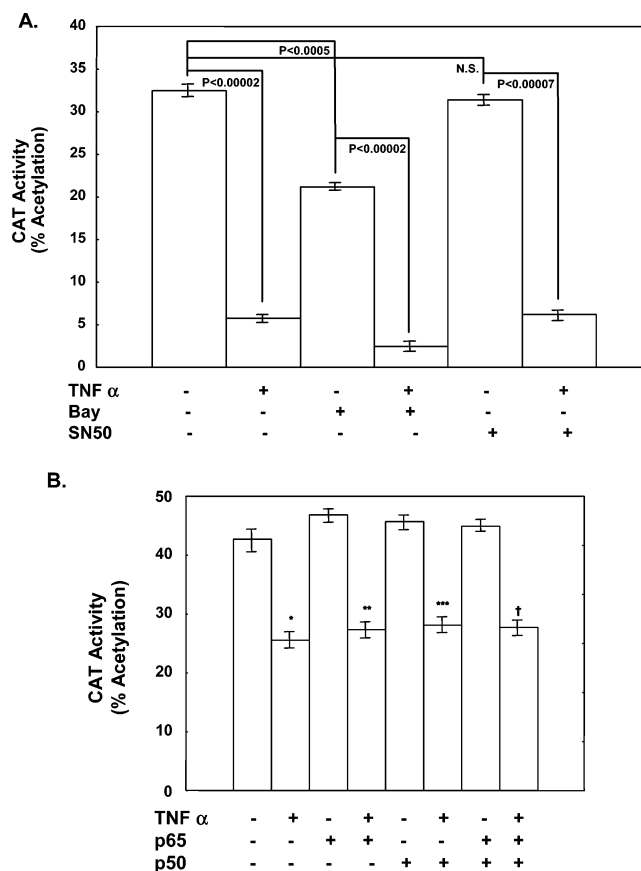 A.
40
35
30
25
20
15
10
5
0
CAT Activity
(% Acetylation)
P<0.0005
P<0.00002
N.S.
P<0.00007
P<0.00002
TNF α - + - + - +
Bay - - + + - -
SN50 - - - - + +
B.
50
40
30
20
10
0
CAT Activity
(% Acetylation)
* ** *** †
TNF α - + - + - + - +
p65 - - + + - - + +
p50 - - - - + + + +